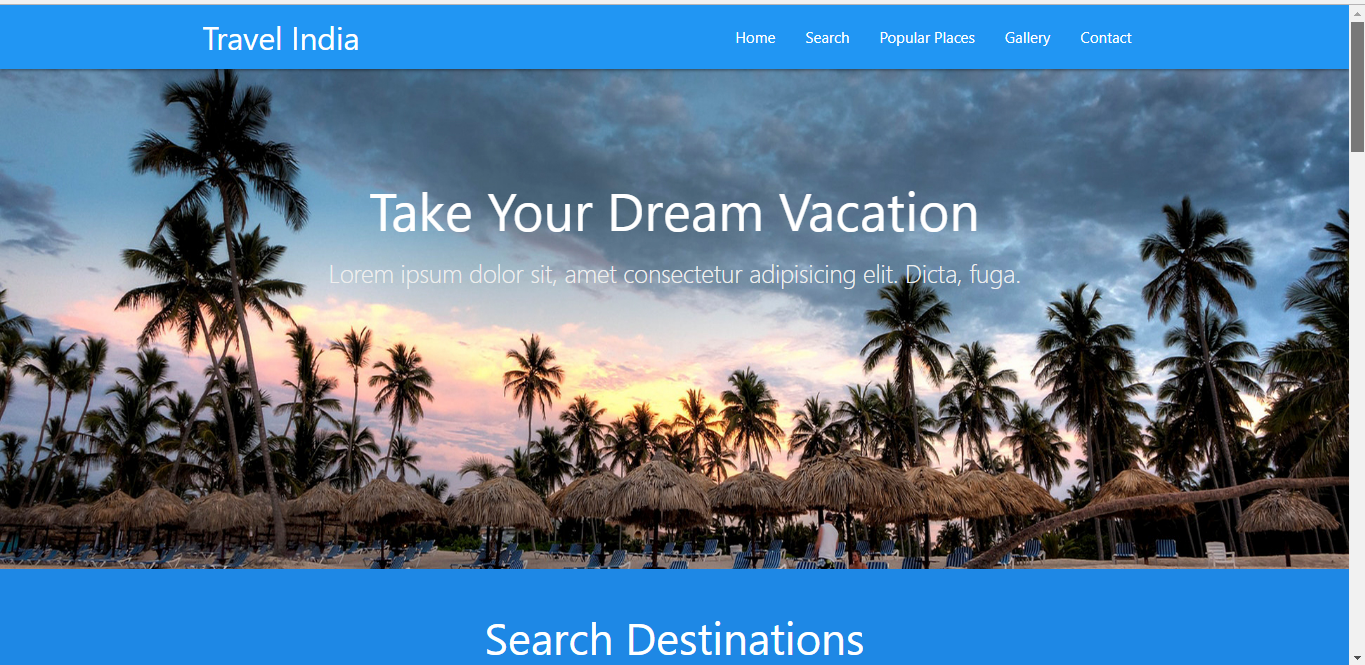 Travel India
Home Search Popular Places Gallery Contact
Take Your Dream Vacation
Lorem ipsum dolor sit, amet consectetur adipisicing elit. Dicta, fuga.
Search Destinations